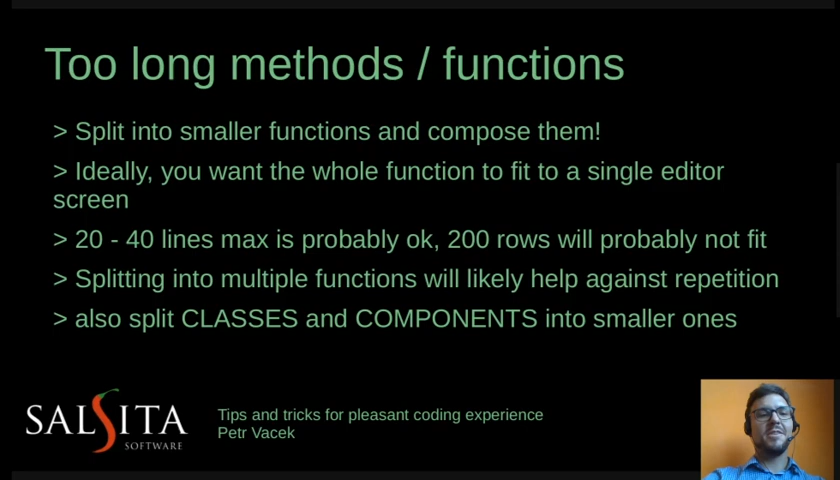 Too long methods / functions
> Split into smaller functions and compose them!
> Ideally, you want the whole function to fit to a single editor
screen
> 20 - 40 lines max is probably ok, 200 rows will probably not fit
> Splitting into multiple functions will likely help against repetition
> also split CLASSES and COMPONENTS into smaller ones
SALSITA
SOFTWARE
Tips and tricks for pleasant coding experience
Petr Vacek